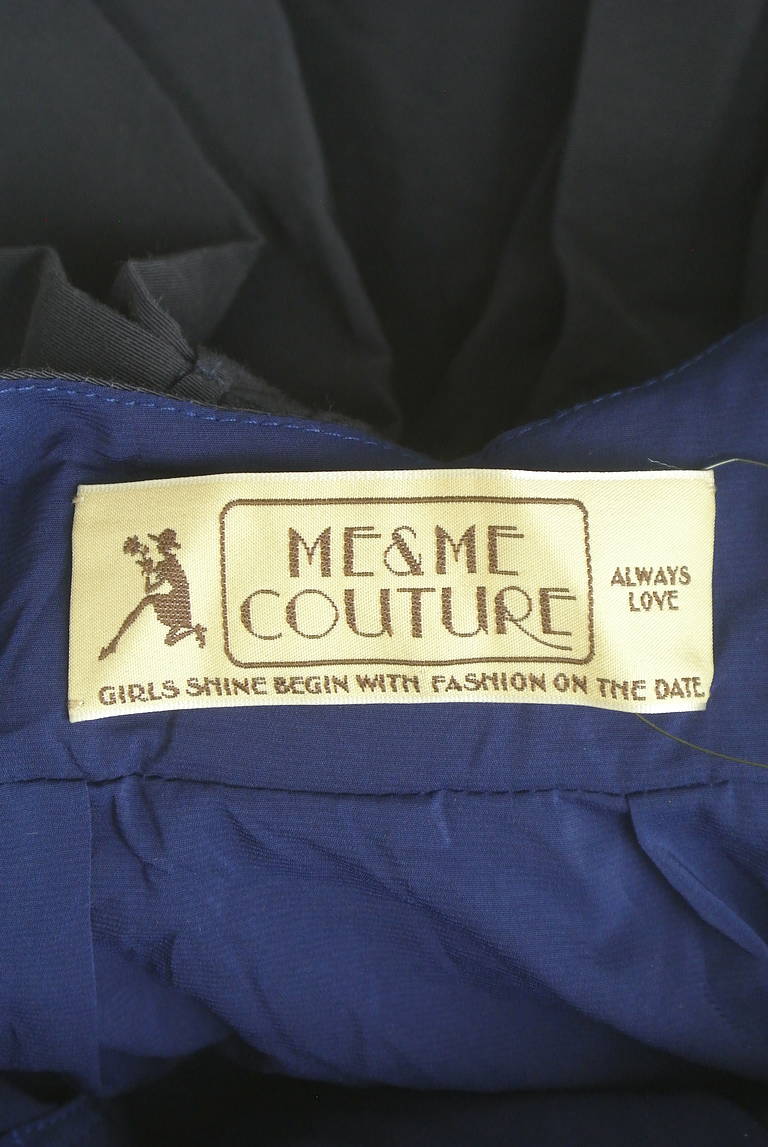 ME&ME
COUTURE
ALWAYS
LOVE
GIRLS SHINE BEGIN WITH FASHION ON THE DATE